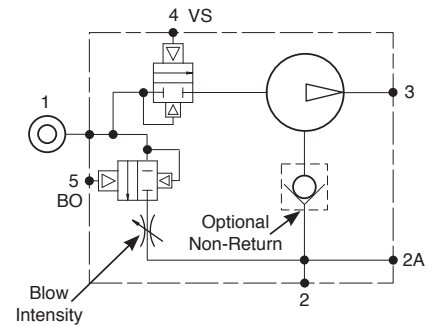 4 VS
1
3
5
BO
Optional
Non-Return
2A
Blow
Intensity
2